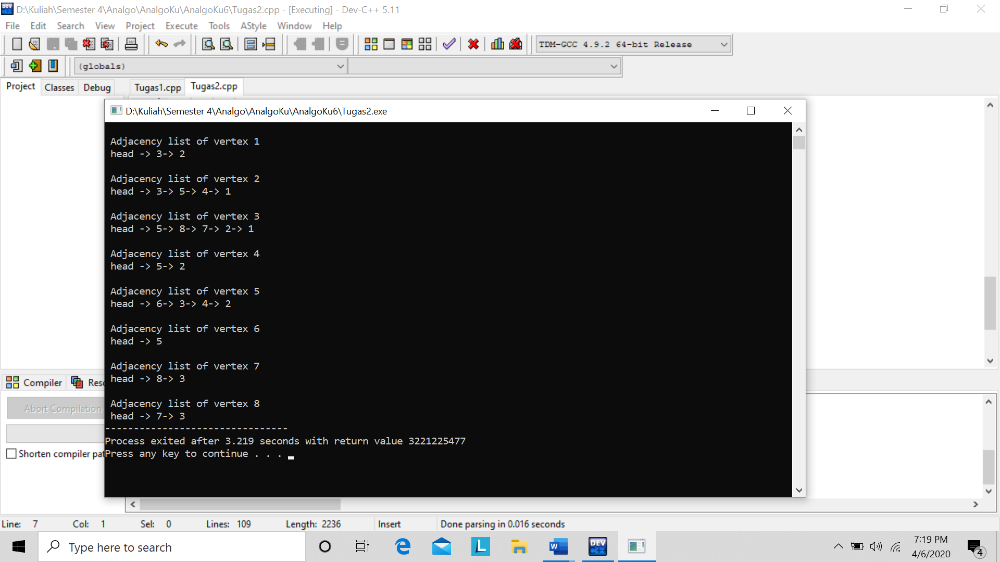 D:\Kuliah\Semester 4\Analgo\AnalgoKu\AnalgoKu6\Tugas2.cpp - [Executing] - Dev-C++ 5.11
File Edit Search View Project Execute Tools AStyle Window Help
TDM-GCC 4.9.2 64-bit Release
(globals)
Project Classes Debug Tugas1.cpp Tugas2.cpp
D:\Kuliah\Semester 4\Analgo\AnalgoKu\AnalgoKu6\Tugas2.exe
Adjacency list of vertex 1
head -> 3-> 2
Adjacency list of vertex 2
head -> 3-> 5-> 4-> 1
Adjacency list of vertex 3
head -> 5-> 8-> 7-> 2-> 1
Adjacency list of vertex 4
head -> 5-> 2
Adjacency list of vertex 5
head -> 6-> 3-> 4-> 2
Adjacency list of vertex 6
head -> 5
Adjacency list of vertex 7
head -> 8-> 3
Adjacency list of vertex 8
head -> 7-> 3
--------------------------------
Process exited after 3.219 seconds with return value 3221225477
Press any key to continue . . .
Compiler Reso
Abort Compilation
Shorten compiler pat
Line: 7 Col: 1 Sel: 0 Lines: 109 Length: 2236 Insert Done parsing in 0.016 seconds
Type here to search
L
W
DEV C++
7:19 PM
4/6/2020
4